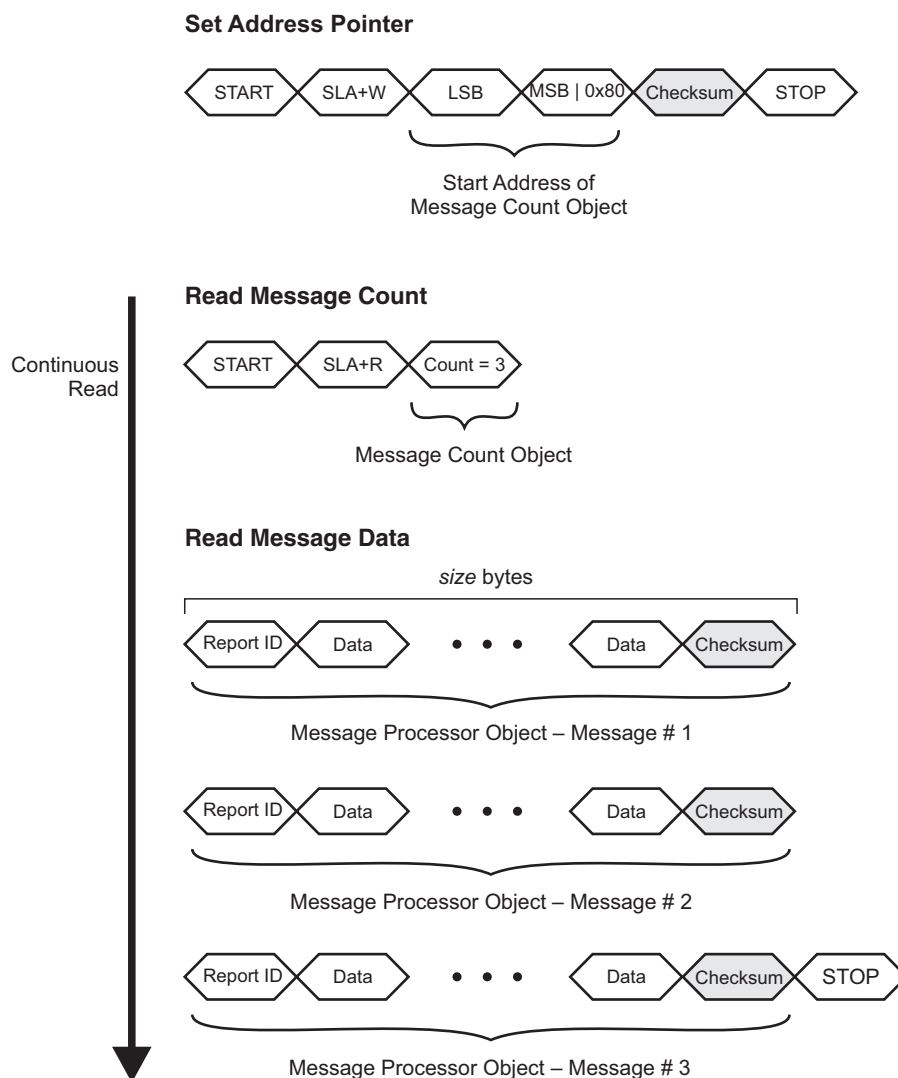 Set Address Pointer
START SLA+W LSB MSB | 0x80 Checksum STOP
Start Address of
Message Count Object
Read Message Count
Continuous
Read
START SLA+R Count = 3
Message Count Object
Read Message Data
size bytes
Report ID Data • • • Data Checksum
Message Processor Object – Message # 1
Report ID Data • • • Data Checksum
Message Processor Object – Message # 2
Report ID Data • • • Data Checksum STOP
Message Processor Object – Message # 3